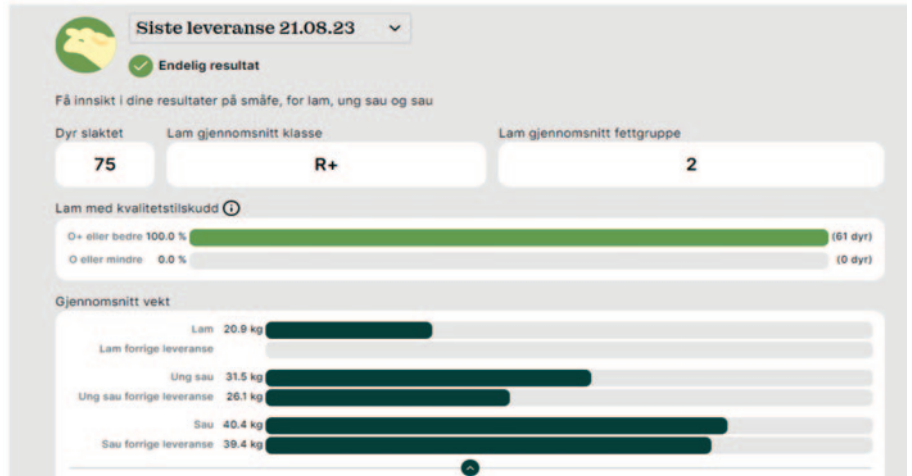 Siste leveranse 21.08.23
Endelig resultat
Få innsikt i dine resultater på småfe, for lam, ung sau og sau
Dyr slaktet Lam gjennomsnitt klasse Lam gjennomsnitt fettgruppe
75 R+ 2
Lam med kvalitetstilskudd
O+ eller bedre 100.0 % (61 dyr)
O eller mindre 0.0 % (0 dyr)
Gjennomsnitt vekt
Lam 20.9 kg
Lam forrige leveranse
Ung sau 31.5 kg
Ung sau forrige leveranse 26.1 kg
Sau 40.4 kg
Sau forrige leveranse 39.4 kg